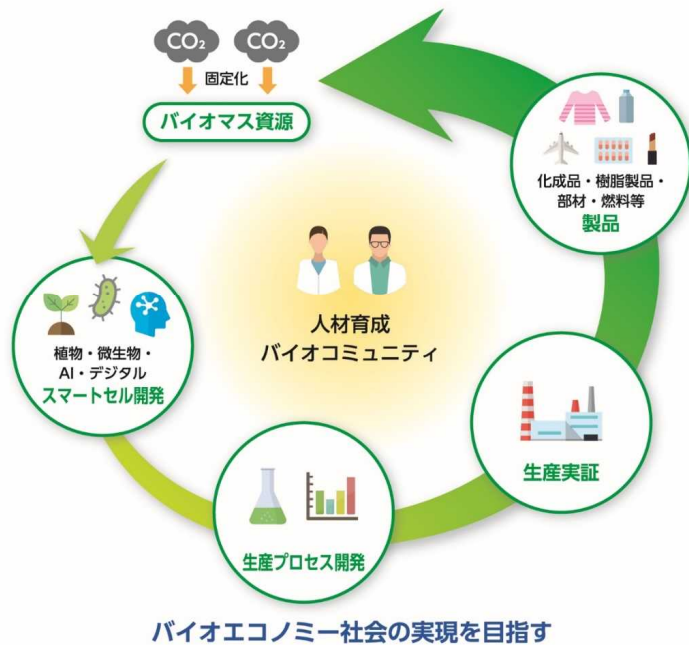 CO₂ CO₂
固定化
バイオマス資源
化成品・樹脂製品・
部材・燃料等
製品
人材育成
バイオコミュニティ
植物・微生物・
AI・デジタル
スマートセル開発
生産実証
生産プロセス開発
バイオエコノミー社会の実現を目指す